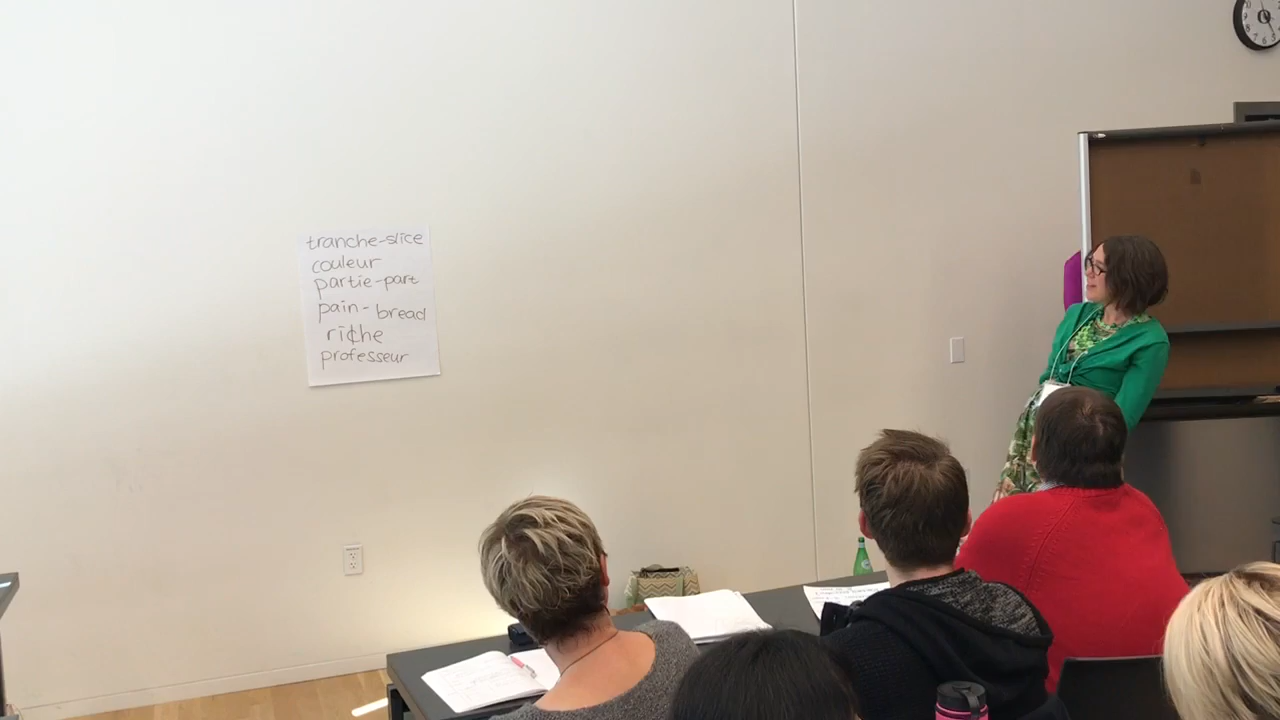 tranche-slice
couleur
partie-part
pain-bread
riche
professeur